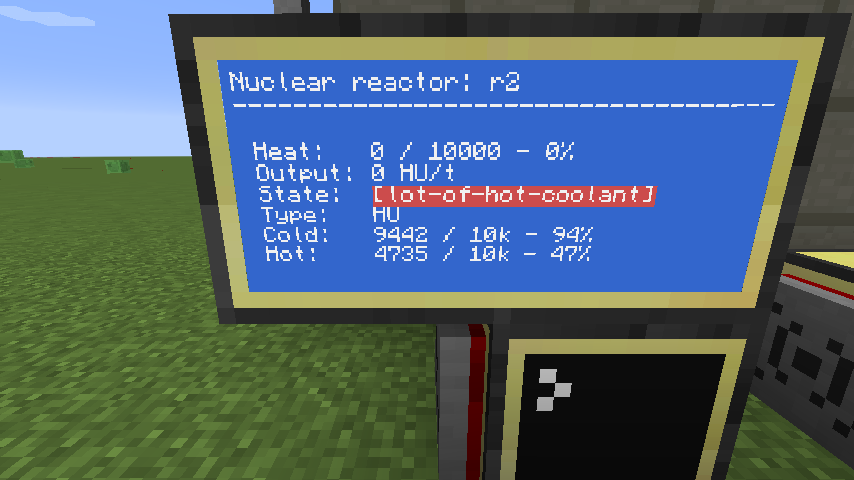 Nuclear reactor: r2
-----------------------------------
Heat: 0 / 10000 - 0%
Output: 0 HU/t
State: [lot-of-hot-coolant]
Type: HU
Cold: 9442 / 10k - 94%
Hot: 4735 / 10k - 47%
>